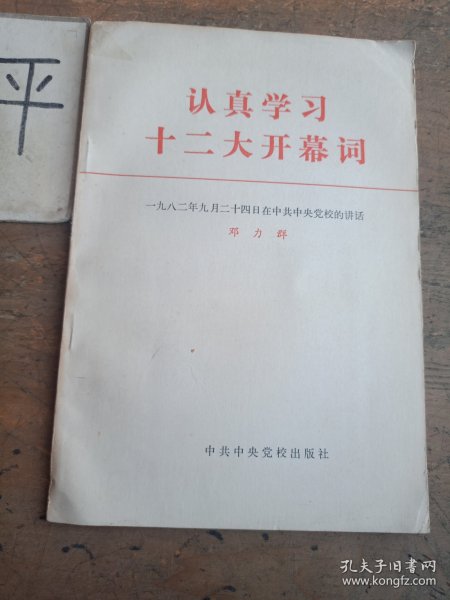 平
认真学习
十二大开幕词
一九八二年九月二十四日在中共中央党校的讲话
邓力群
中共中央党校出版社
孔夫子旧书网
www.kongfz.com